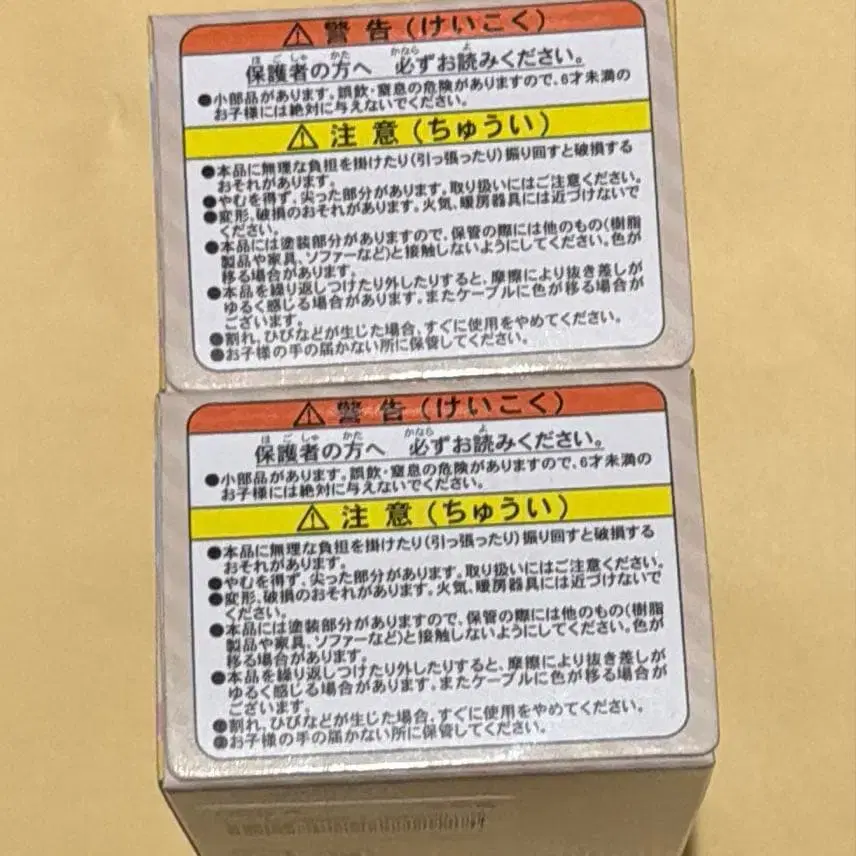 ⚠ 警告(けいこく)
ほごしゃ かた かなら よ
保護者の方へ 必ずお読みください。
●小部品があります。誤飲・窒息の危険がありますので、6才未満の
お子様には絶対に与えないでください。
⚠ 注意(ちゅうい)
●本品に無理な負担を掛けたり(引っ張ったり)振り回すと破損する
おそれがあります。
●やむを得ず、尖った部分があります。取り扱いにはご注意ください。
●変形、破損のおそれがあります。火気、暖房器具には近づけないで
ください。
●本品には塗装部分がありますので、保管の際には他のもの(樹脂
製品や家具、ソファーなど)と接触しないようにしてください。色が
移る場合があります。
●本品を繰り返しつけたり外したりすると、摩擦により抜き差しが
ゆるく感じる場合があります。またケーブルに色が移る場合が
ございます。
●割れ、ひびなどが生じた場合、すぐに使用をやめてください。
●お子様の手の届かない所に保管してください。
⚠ 警告(けいこく)
ほごしゃ かた かなら よ
保護者の方へ 必ずお読みください。
●小部品があります。誤飲・窒息の危険がありますので、6才未満の
お子様には絶対に与えないでください。
⚠ 注意(ちゅうい)
●本品に無理な負担を掛けたり(引っ張ったり)振り回すと破損する
おそれがあります。
●やむを得ず、尖った部分があります。取り扱いにはご注意ください。
●変形、破損のおそれがあります。火気、暖房器具には近づけないで
ください。
●本品には塗装部分がありますので、保管の際には他のもの(樹脂
製品や家具、ソファーなど)と接触しないようにしてください。色が
移る場合があります。
●本品を繰り返しつけたり外したりすると、摩擦により抜き差しが
ゆるく感じる場合があります。またケーブルに色が移る場合が
ございます。
●割れ、ひびなどが生じた場合、すぐに使用をやめてください。
●お子様の手の届かない所に保管してください。